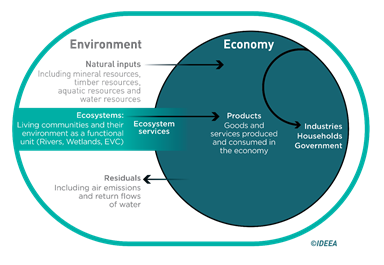 Environment
Economy
Natural inputs
Including mineral resources,
timber resources,
aquatic resources and
water resources
Ecosystems:
Living communities and their
environment as a functional
unit (Rivers, Wetlands, EVC)
Ecosystem
services
Products
Goods and
services produced
and consumed in
the economy
Industries
Households
Government
Residuals
Including air emissions
and return flows
of water
©IDEEA